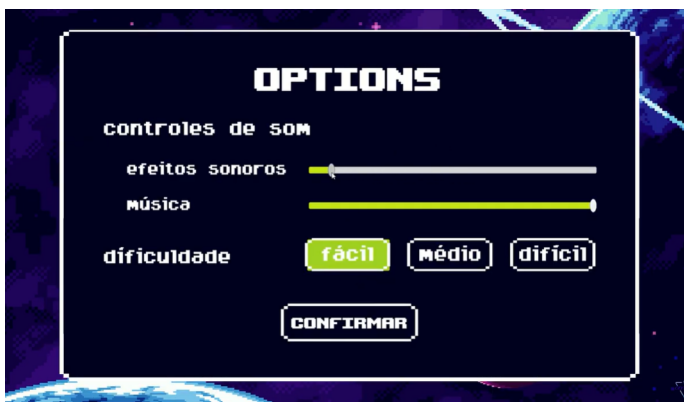 OPTIONS
controles de som
efeitos sonoros
música
dificuldade fácil médio difícil
CONFIRMAR